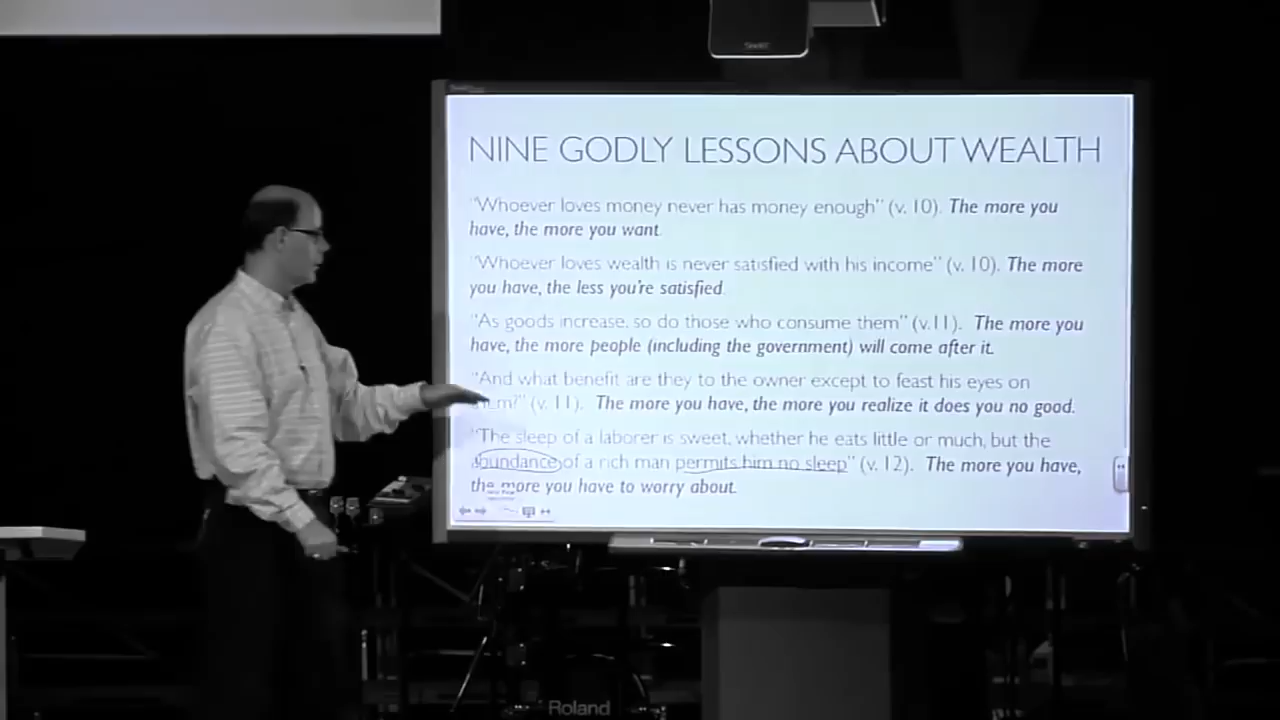 NINE GODLY LESSONS ABOUT WEALTH
"Whoever loves money never has money enough" (v. 10). The more you
have, the more you want.
"Whoever loves wealth is never satisfied with his income" (v. 10). The more
you have, the less you're satisfied.
"As goods increase, so do those who consume them" (v.11). The more you
have, the more people (including the government) will come after it.
"And what benefit are they to the owner except to feast his eyes on
them?" (v. 11). The more you have, the more you realize it does you no good.
"The sleep of a laborer is sweet, whether he eats little or much, but the
abundance of a rich man permits him no sleep" (v. 12). The more you have,
the more you have to worry about.
Roland